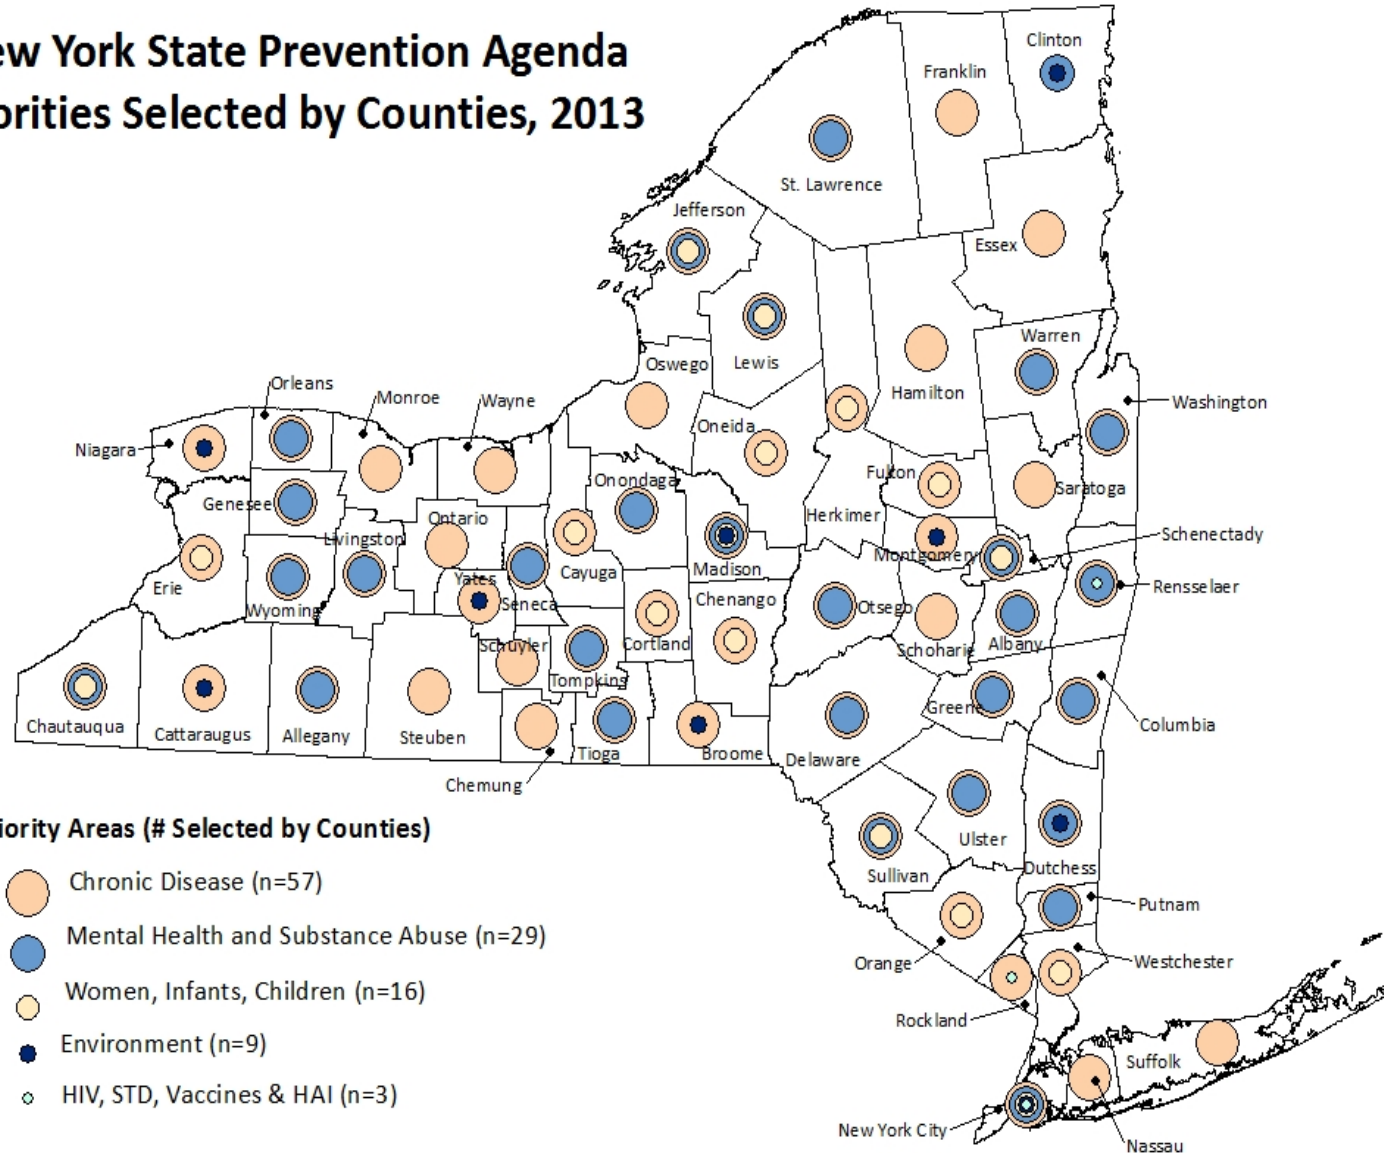 ew York State Prevention Agenda
orities Selected by Counties, 2013
Clinton
Franklin
St. Lawrence
Jefferson
Essex
Warren
Lewis
Oswego
Hamilton
Orleans
Monroe
Wayne
Washington
Niagara
Oneida
Fulton
Onondaga
Saratoga
Genesee
Ontario
Herkimer
Livingston
Schenectady
Montgomery
Madison
Cayuga
Yates
Erie
Rensselaer
Wyoming
Seneca
Chenango
Otsego
Cortland
Schoharie
Albany
Schuyler
Tompkins
Greene
Chautauqua
Cattaraugus
Allegany
Steuben
Columbia
Tioga
Broome
Delaware
Chemung
iority Areas (# Selected by Counties)
Ulster
Dutchess
Sullivan
Chronic Disease (n=57)
Putnam
Mental Health and Substance Abuse (n=29)
Orange
Westchester
Women, Infants, Children (n=16)
Rockland
Environment (n=9)
Suffolk
HIV, STD, Vaccines & HAI (n=3)
New York City
Nassau